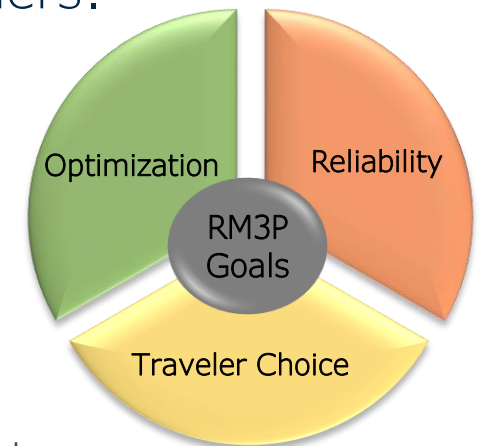 Optimization
Reliability
RM3P
Goals
Traveler Choice